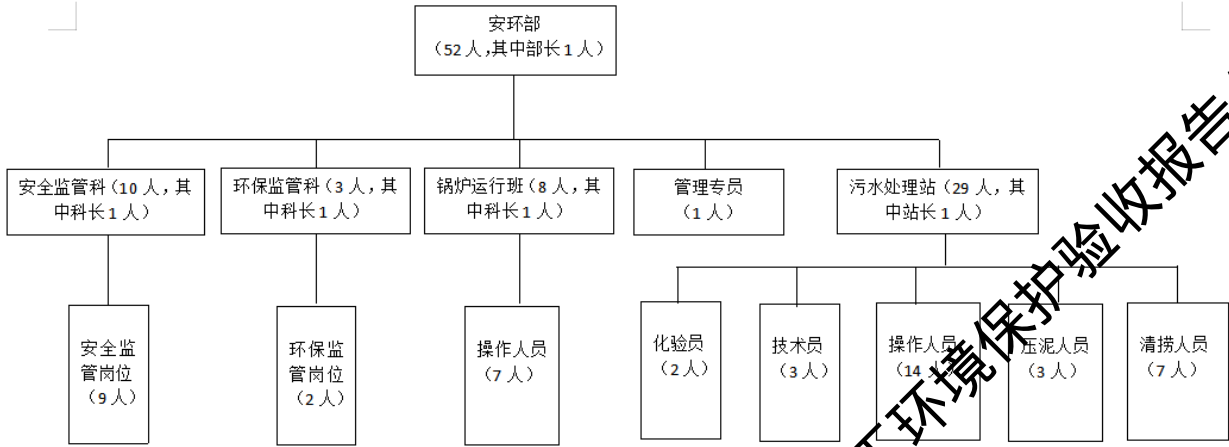 安环部
（52人,其中部长1人）
安全监管科（10人，其
中科长1人）
环保监管科（3人，其
中科长1人）
锅炉运行班（8人，其
中科长1人）
管理专员
（1人）
污水处理站（29人，其
中站长1人）
安全监
管岗位
（9人）
环保监
管岗位
（2人）
操作人员
（7人）
化验员
（2人）
技术员
（3人）
操作人员
（14人）
压泥人员
（3人）
清捞人员
（7人）
环境保护验收报告